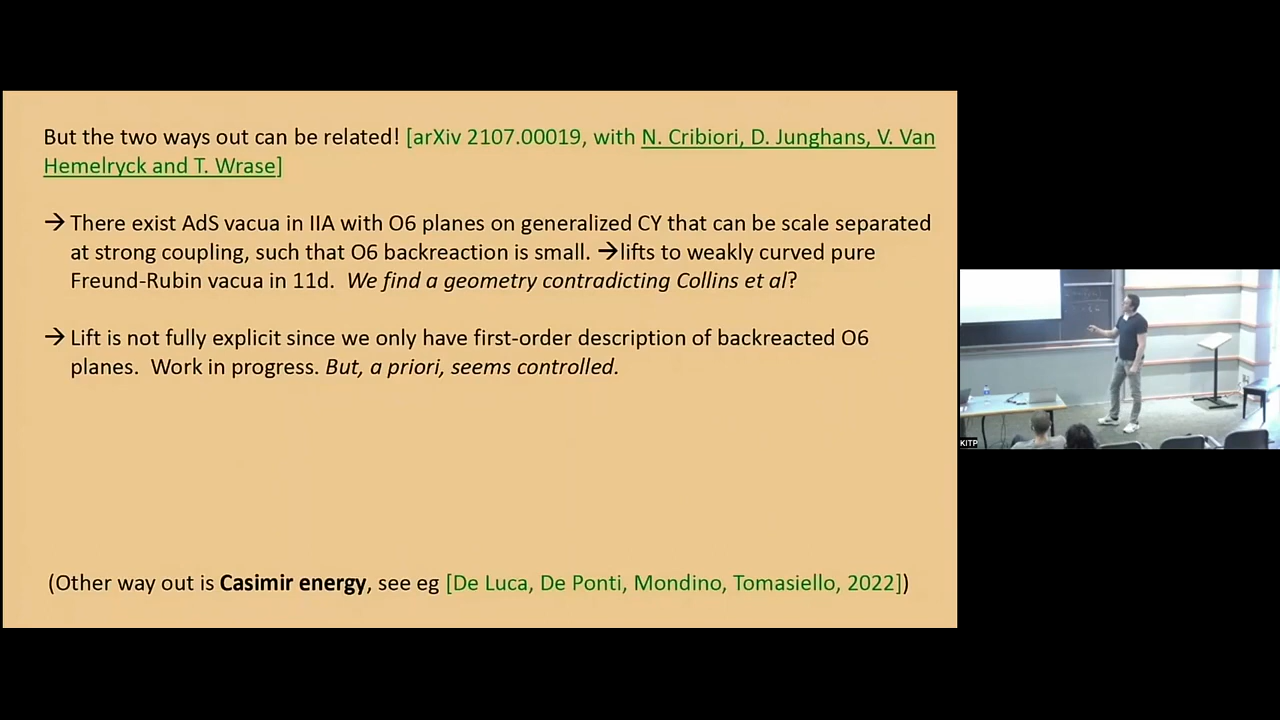 But the two ways out can be related! [arXiv 2107.00019, with N. Cribiori, D. Junghans, V. Van
Hemelryck and T. Wrase]
→ There exist AdS vacua in IIA with O6 planes on generalized CY that can be scale separated
at strong coupling, such that O6 backreaction is small. →lifts to weakly curved pure
Freund-Rubin vacua in 11d. We find a geometry contradicting Collins et al?
→ Lift is not fully explicit since we only have first-order description of backreacted O6
planes. Work in progress. But, a priori, seems controlled.
(Other way out is Casimir energy, see eg [De Luca, De Ponti, Mondino, Tomasiello, 2022])
KITP